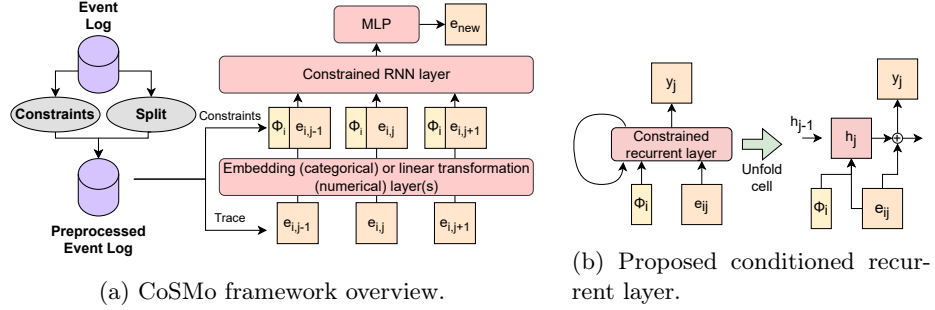 Event
Log
Constraints
Split
Preprocessed
Event Log
Constraints
Trace
MLP
e_new
Constrained RNN layer
Φ_i e_i,j-1
Φ_i e_i,j
Φ_i e_i,j+1
Embedding (categorical) or linear transformation
(numerical) layer(s)
e_i,j-1
e_i,j
e_i,j+1
(a) CoSMo framework overview.
y_j
Constrained
recurrent layer
Φ_i
e_ij
Unfold
cell
y_j
h_j-1
h_j
+
Φ_i
e_ij
(b) Proposed conditioned recur-
rent layer.